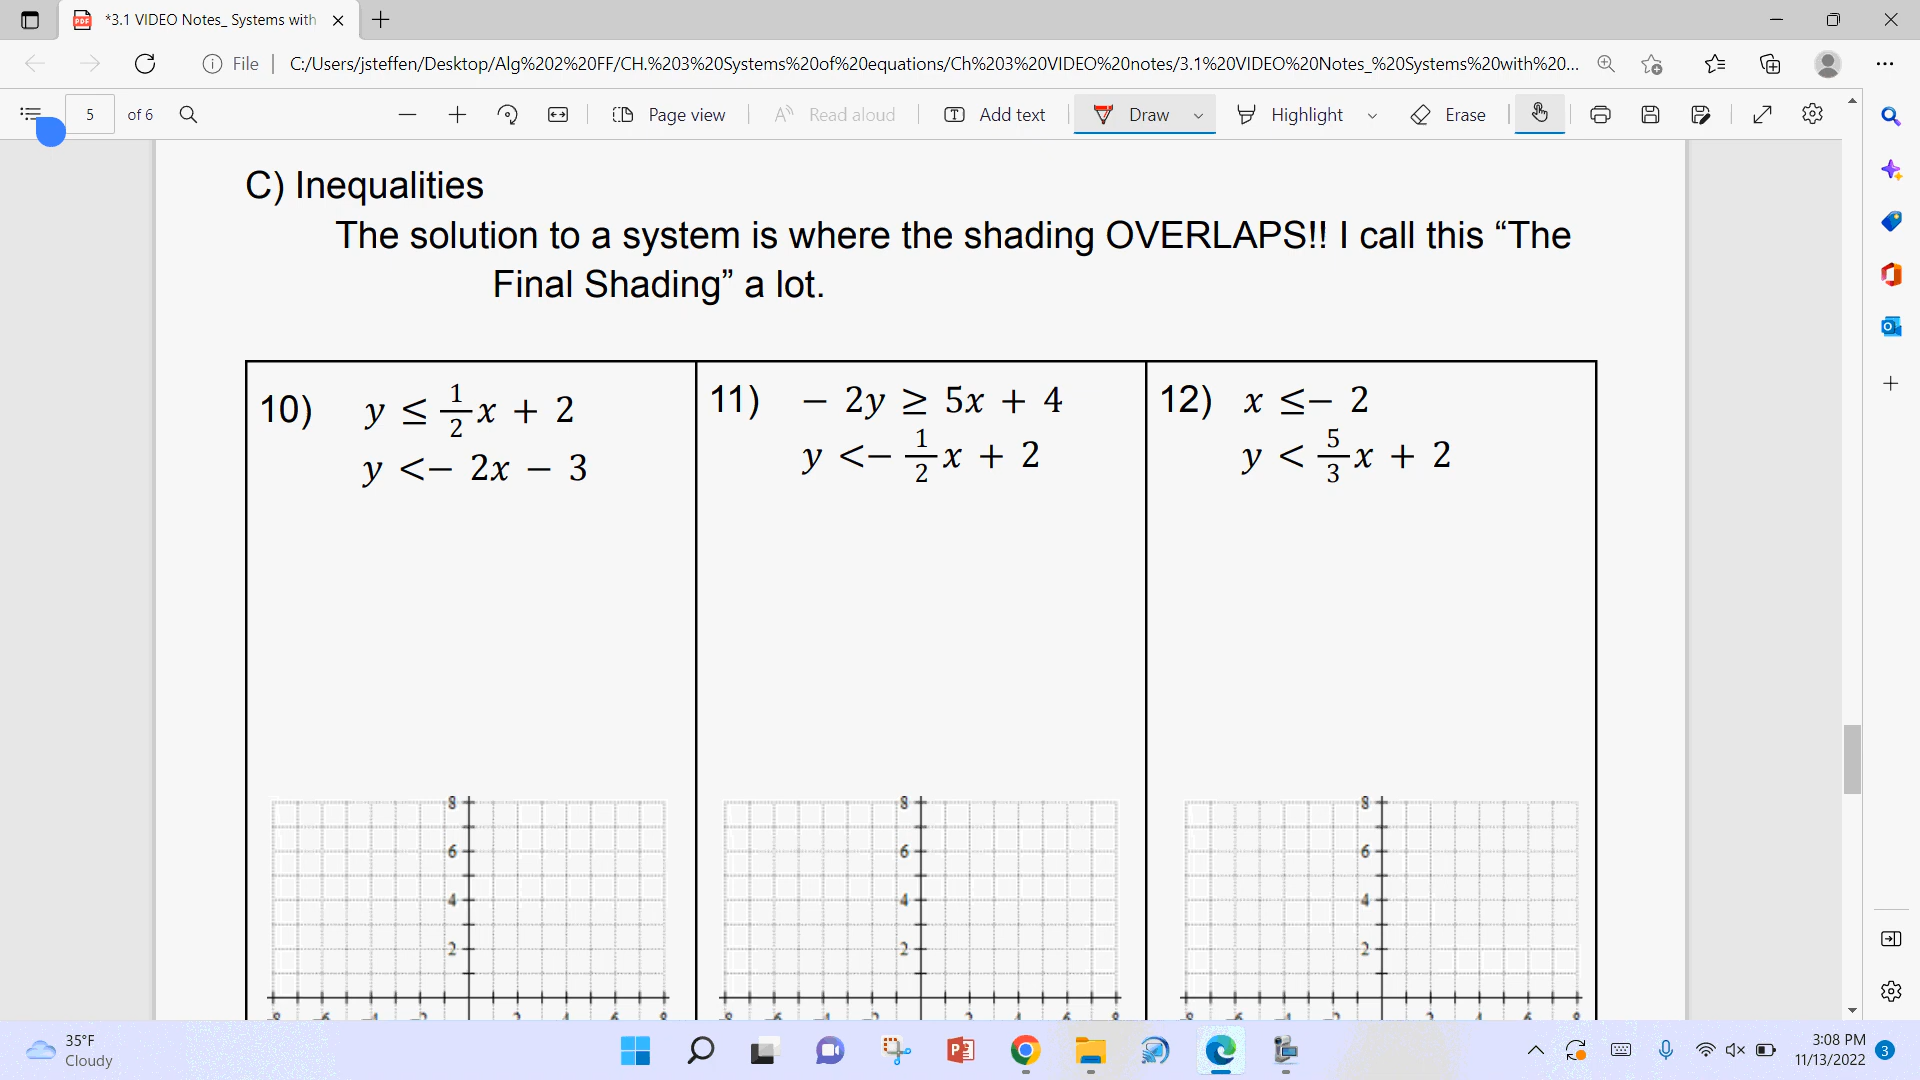 *3.1 VIDEO Notes_ Systems with
File
C:/Users/jsteffen/Desktop/Alg%202%20FF/CH.%203%20Systems%20of%20equations/Ch%203%20VIDEO%20notes/3.1%20VIDEO%20Notes_%20Systems%20with%20...
5 of 6 Page view Read aloud Add text Draw Highlight Erase
C) Inequalities
The solution to a system is where the shading OVERLAPS!! I call this “The
Final Shading” a lot.
10) y ≤ 1/2 x + 2
y <− 2x − 3
11) − 2y ≥ 5x + 4
y <− 1/2 x + 2
12) x ≤− 2
y < 5/3 x + 2
8 8 8
6 6 6
4 4 4
2 2 2
35°F
Cloudy
3:08 PM
11/13/2022
3